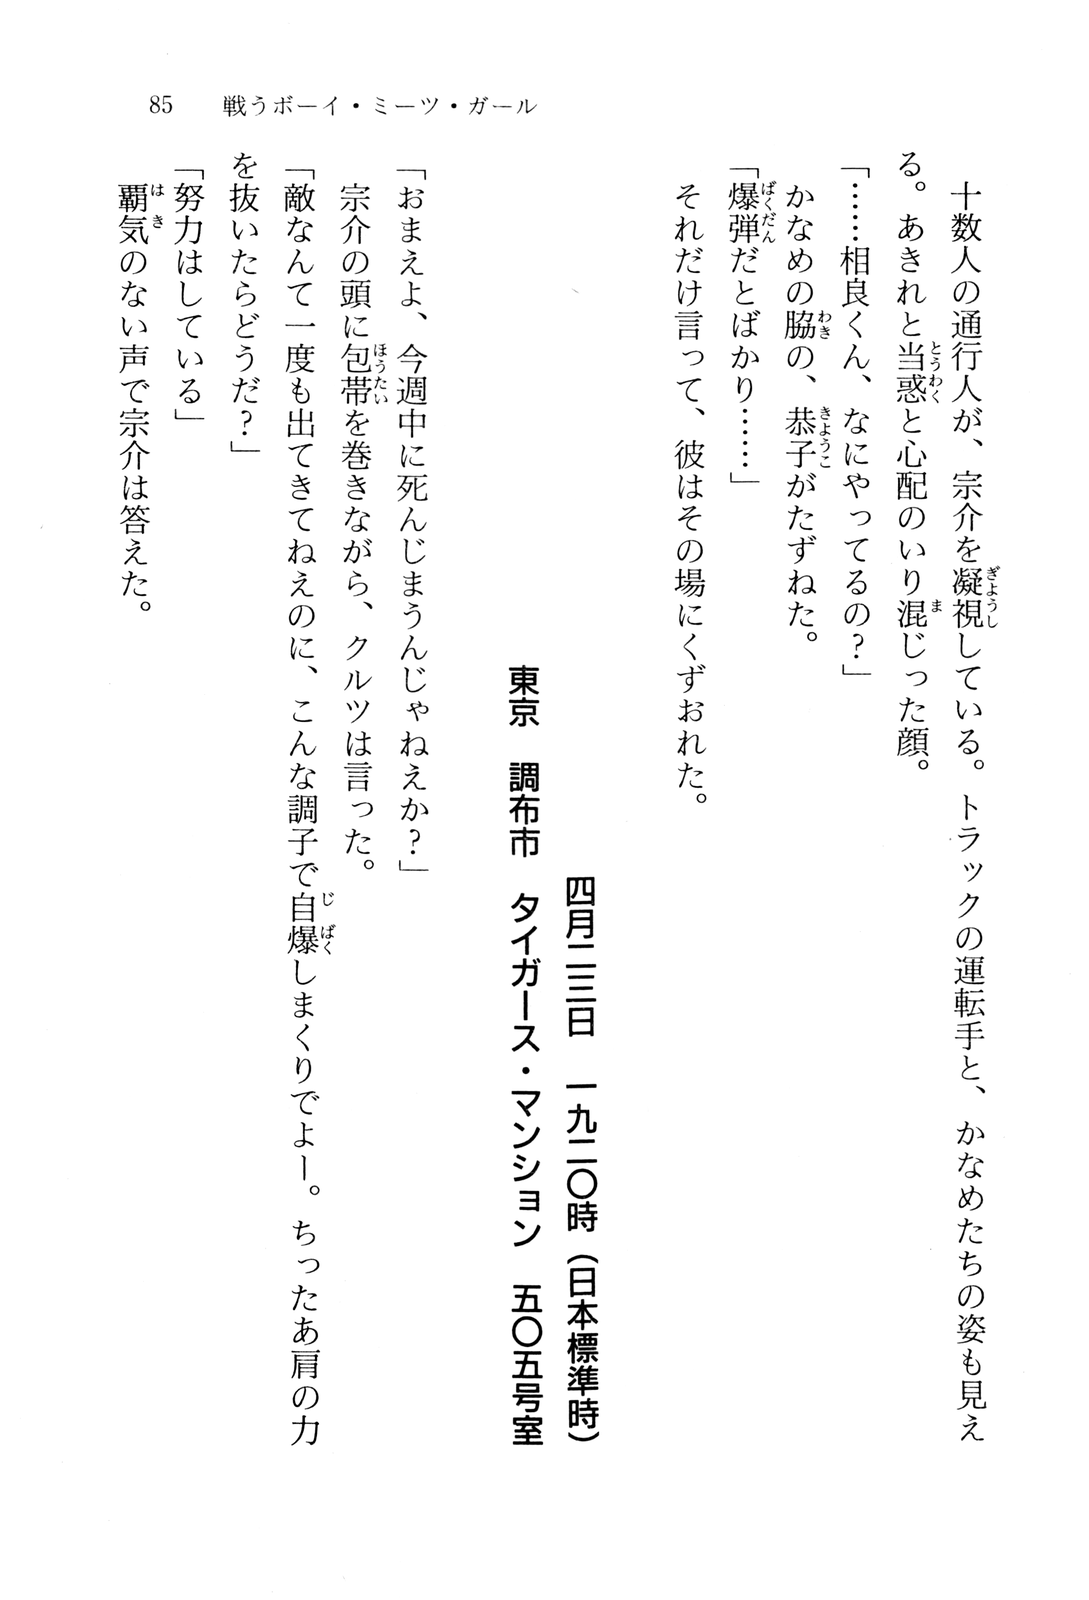 85　戦うボーイ・ミーツ・ガール
　十数人の通行人が、宗介を凝視している。トラックの運転手と、かなめたちの姿も見え
る。あきれと当惑と心配のいり混じった顔。
「……相良くん、なにやってるの？」
　かなめの脇の、恭子がたずねた。
「爆弾だとばかり……」
　それだけ言って、彼はその場にくずおれた。
四月二三日　一九二〇時（日本標準時）
東京　調布市　タイガース・マンション　五〇五号室
「おまえよ、今週中に死んじまうんじゃねえか？」
　宗介の頭に包帯を巻きながら、クルツは言った。
「敵なんて一度も出てきてねえのに、こんな調子で自爆しまくりでよー。ちったあ肩の力
を抜いたらどうだ？」
「努力はしている」
　覇気のない声で宗介は答えた。